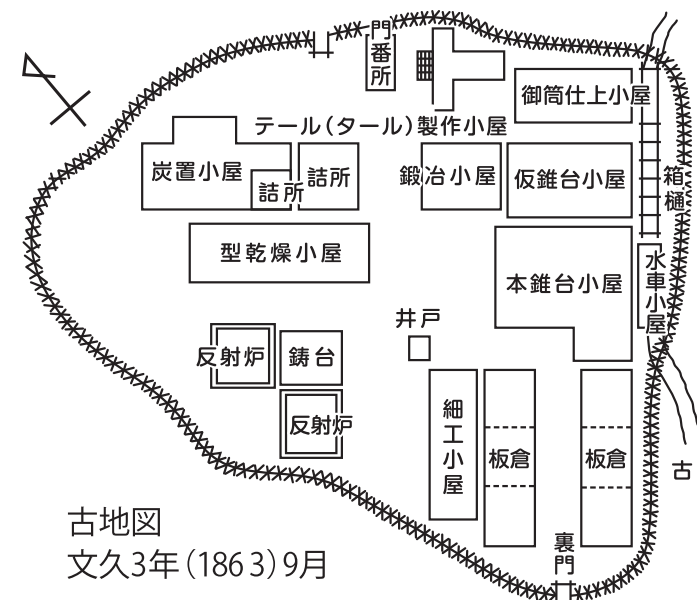 門番所
御筒仕上小屋
テール(タール)製作小屋
炭置小屋
詰所
詰所
鍛冶小屋
仮錐台小屋
箱樋
型乾燥小屋
本錐台小屋
水車小屋
井戸
反射炉
鋳台
反射炉
細工小屋
板倉
板倉
古
裏門
古地図
文久3年(1863)9月